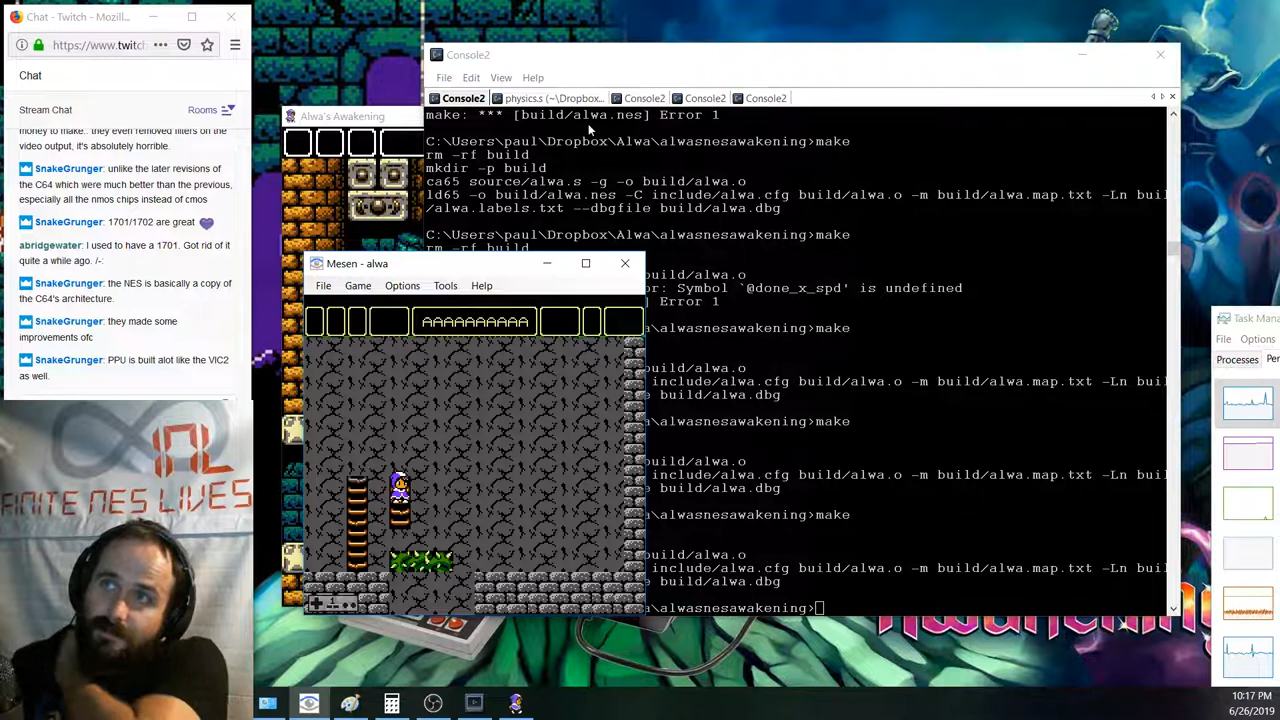 Chat - Twitch - Mozill...
https://www.twitch
Chat
Stream Chat
Rooms
money to make.. they even removed filters on the
video output, it's absolutely horrible.
SnakeGrunger: unlike the later revisions of
the C64 which were much better than the previous,
especially all the nmos chips instead of cmos
SnakeGrunger: 1701/1702 are great
abridgewater: I used to have a 1701. Got rid of it
quite a while ago. /-:
SnakeGrunger: the NES is basically a copy of
the C64's architecture.
SnakeGrunger: they made some
improvements ofc
SnakeGrunger: PPU is built alot like the VIC2
as well.
INL
INFINITE NES LIVES
Alwa's Awakening
Console2
File Edit View Help
Console2
physics.s (~\Dropbox...
Console2
Console2
Console2
make: *** [build/alwa.nes] Error 1
C:\Users\paul\Dropbox\Alwa\alwasnesawakening>make
rm -rf build
mkdir -p build
ca65 source/alwa.s -g -o build/alwa.o
ld65 -o build/alwa.nes -C include/alwa.cfg build/alwa.o -m build/alwa.map.txt -Ln buil
/alwa.labels.txt --dbgfile build/alwa.dbg
C:\Users\paul\Dropbox\Alwa\alwasnesawakening>make
rm -rf build
build/alwa.o
or: Symbol `@done_x_spd' is undefined
] Error 1
a\alwasnesawakening>make
build/alwa.o
include/alwa.cfg build/alwa.o -m build/alwa.map.txt -Ln buil
e build/alwa.dbg
a\alwasnesawakening>make
build/alwa.o
include/alwa.cfg build/alwa.o -m build/alwa.map.txt -Ln buil
e build/alwa.dbg
a\alwasnesawakening>make
build/alwa.o
include/alwa.cfg build/alwa.o -m build/alwa.map.txt -Ln buil
e build/alwa.dbg
a\alwasnesawakening>
Mesen - alwa
File Game Options Tools Help
AAAAAAAAAA
1
Task Mana
File Options
Processes Per
10:17 PM
6/26/2019